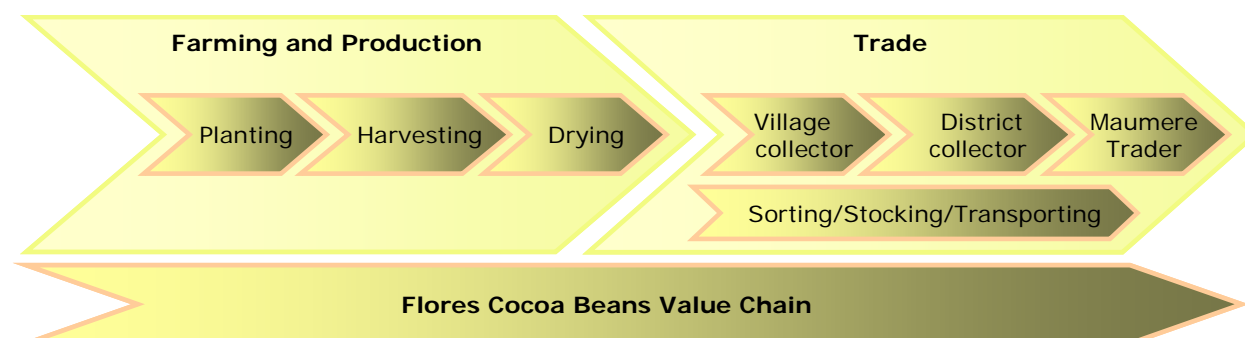 Farming and Production
Trade
Planting
Harvesting
Drying
Village
collector
District
collector
Maumere
Trader
Sorting/Stocking/Transporting
Flores Cocoa Beans Value Chain